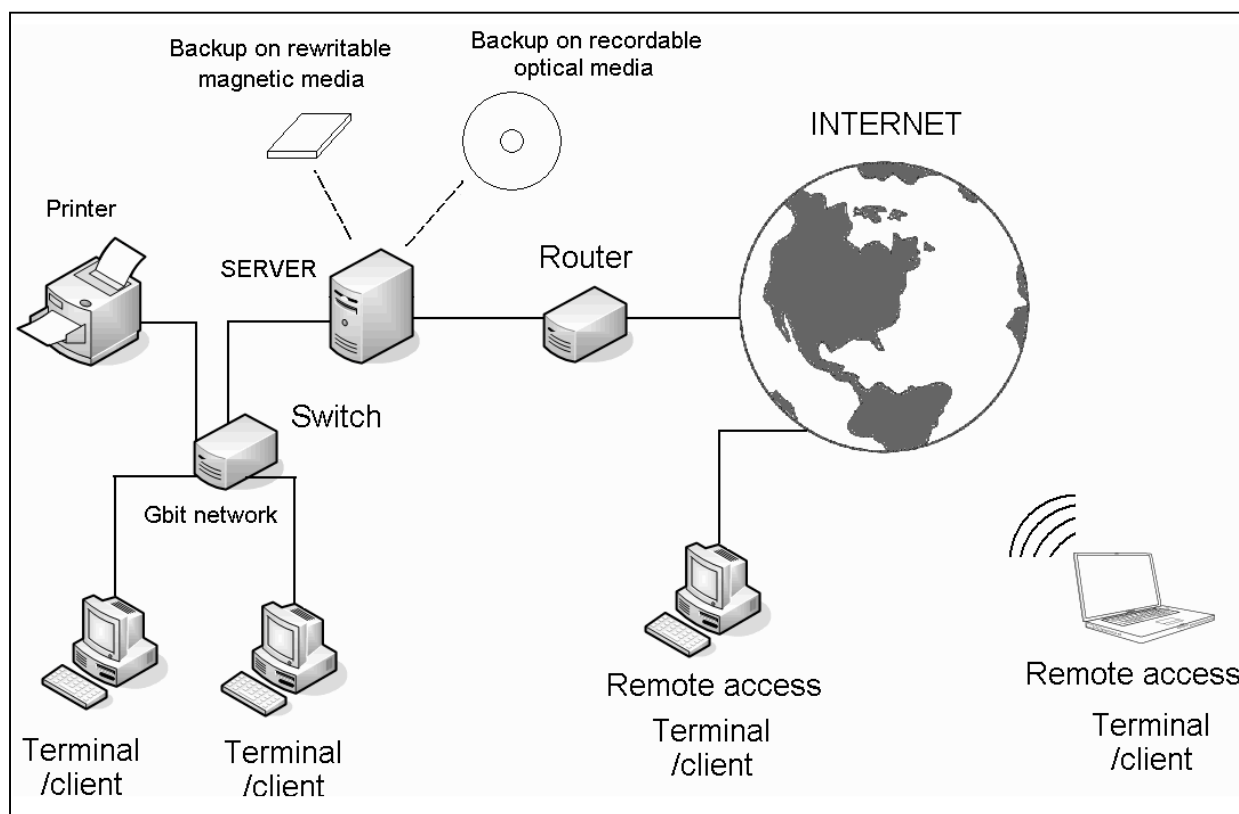 Backup on rewritable
magnetic media
Backup on recordable
optical media
INTERNET
Printer
SERVER
Router
Switch
Gbit network
Terminal
/client
Terminal
/client
Remote access
Terminal
/client
Remote access
Terminal
/client